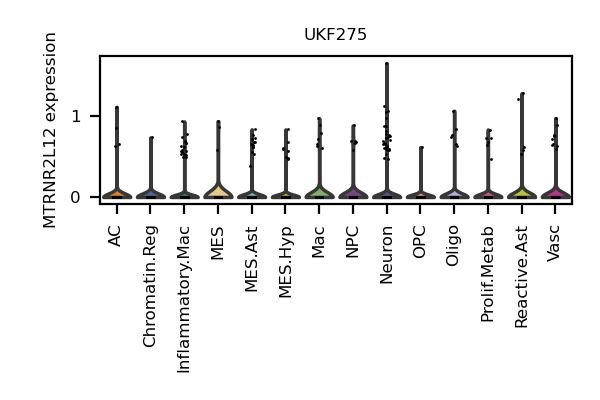 UKF275
MTRNR2L12 expression
1
0
AC
Chromatin.Reg
Inflammatory.Mac
MES
MES.Ast
MES.Hyp
Mac
NPC
Neuron
OPC
Oligo
Prolif.Metab
Reactive.Ast
Vasc